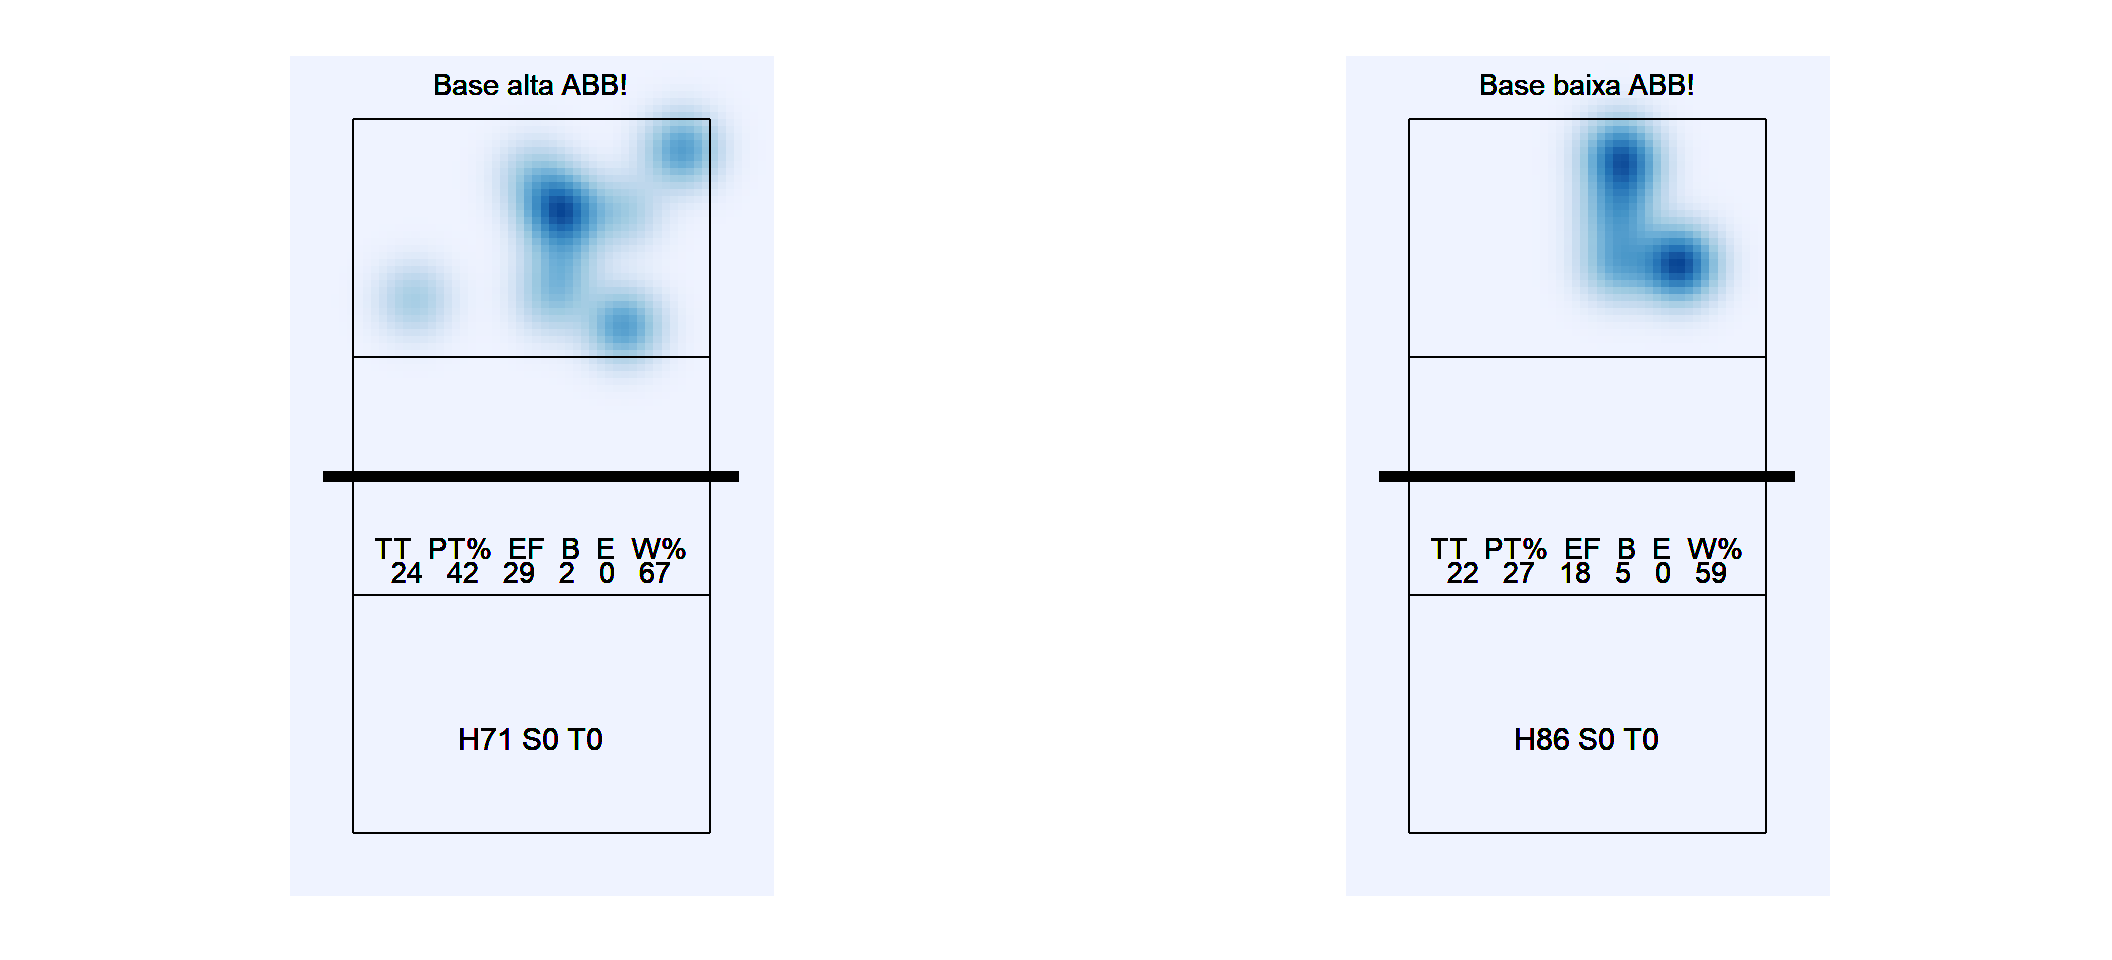 Base alta ABB!
TT PT% EF B E W%
24 42 29 2 0 67
H71 S0 T0
Base baixa ABB!
TT PT% EF B E W%
22 27 18 5 0 59
H86 S0 T0